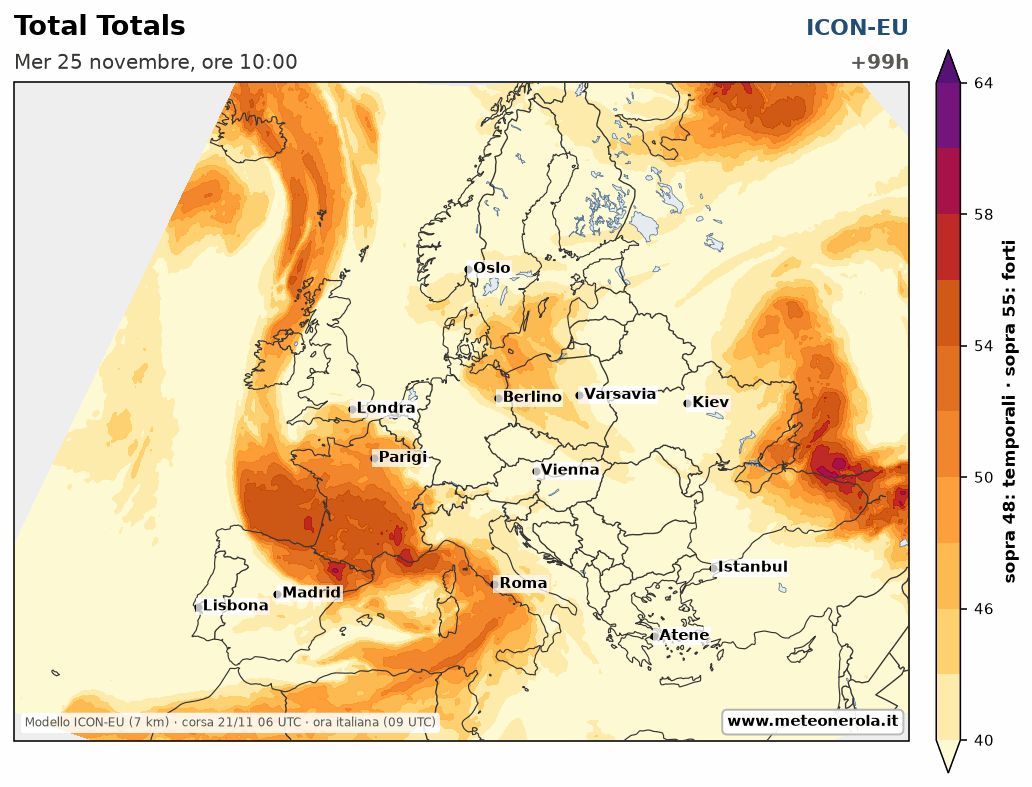 Total Totals
ICON-EU
Mer 25 novembre, ore 10:00
+99h
64
58
54
50
46
40
sopra 48: temporali · sopra 55: forti
Oslo
Berlino
Varsavia
Kiev
Londra
Parigi
Vienna
Istanbul
Roma
Madrid
Lisbona
Atene
Modello ICON-EU (7 km) · corsa 21/11 06 UTC · ora italiana (09 UTC)
www.meteonerola.it